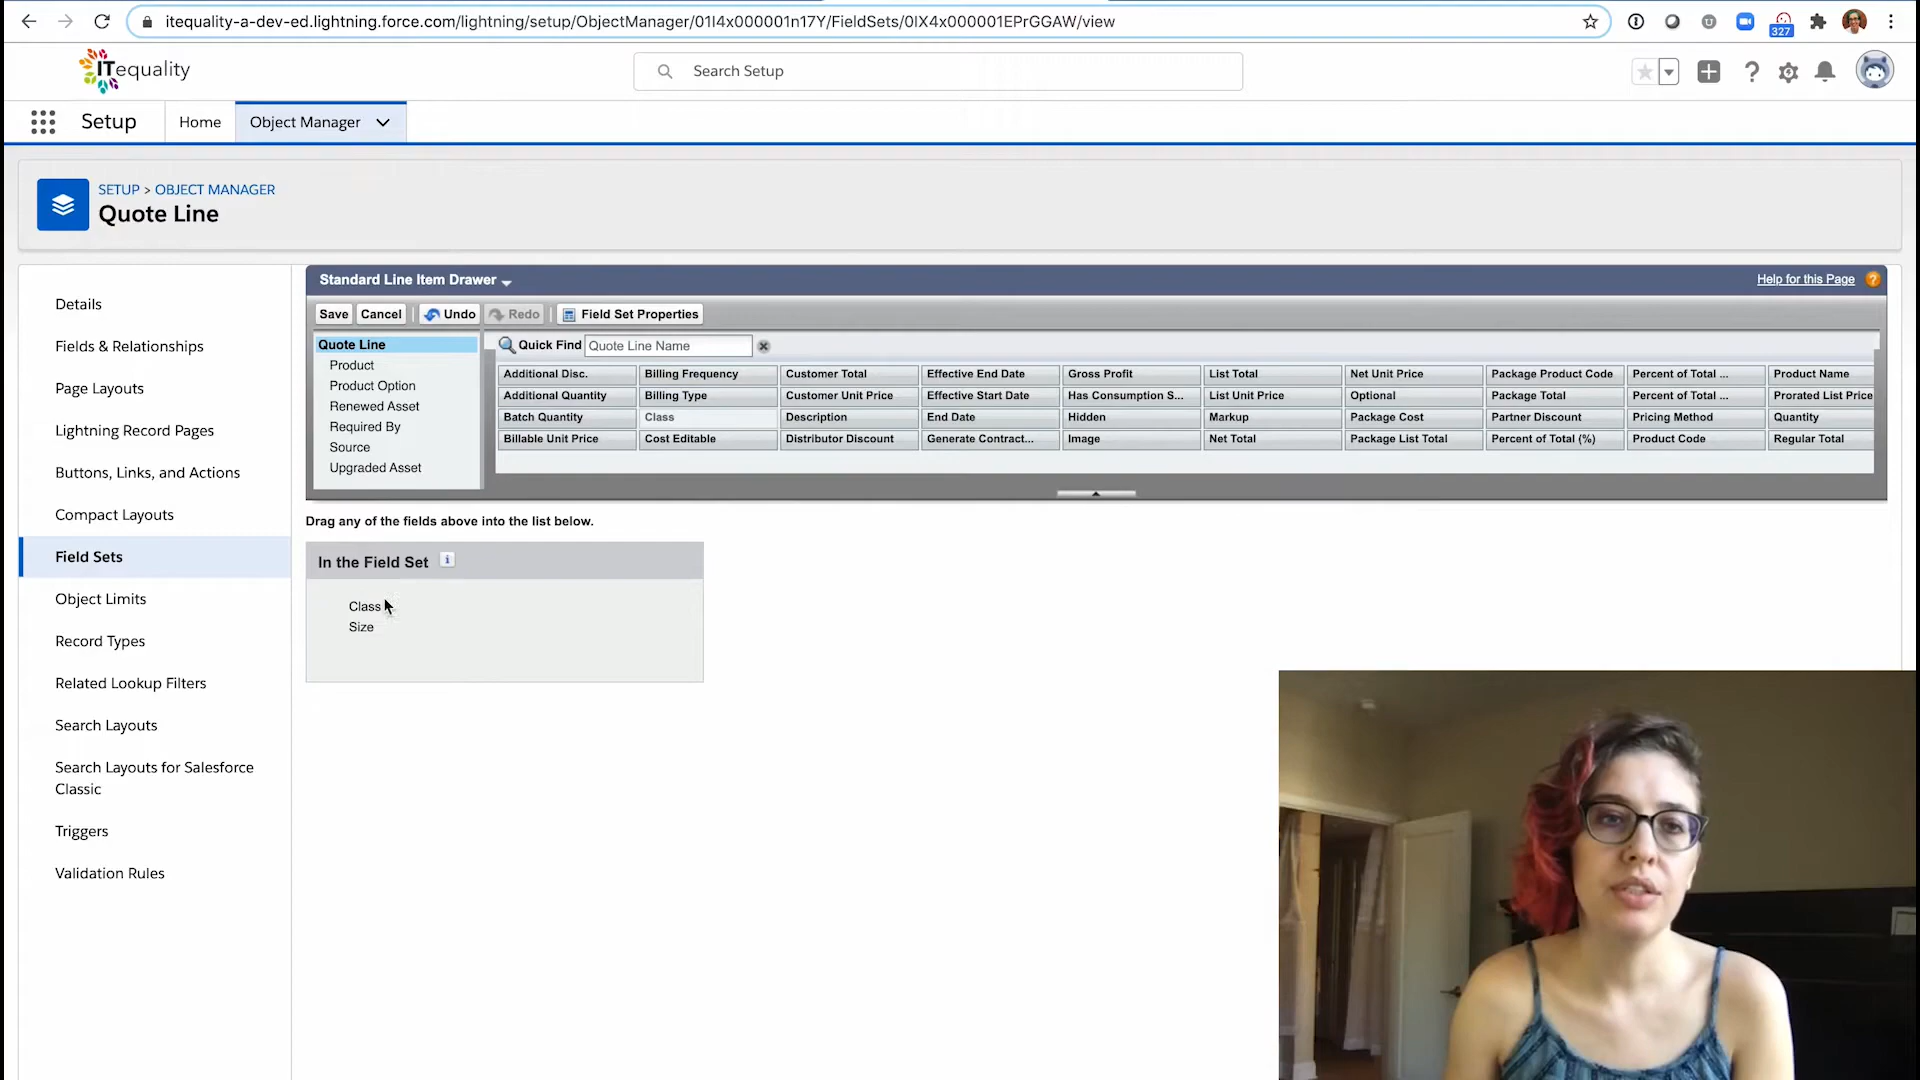 itequality-a-dev-ed.lightning.force.com/lightning/setup/ObjectManager/01I4x000001n17Y/FieldSets/0IX4x000001EPrGGAW/view
327
ITequality
Search Setup
Setup
Home
Object Manager
SETUP > OBJECT MANAGER
Quote Line
Details
Fields & Relationships
Page Layouts
Lightning Record Pages
Buttons, Links, and Actions
Compact Layouts
Field Sets
Object Limits
Record Types
Related Lookup Filters
Search Layouts
Search Layouts for Salesforce
Classic
Triggers
Validation Rules
Standard Line Item Drawer
Help for this Page
Save Cancel Undo Redo Field Set Properties
Quote Line
Product
Product Option
Renewed Asset
Required By
Source
Upgraded Asset
Quick Find Quote Line Name
Additional Disc. Billing Frequency Customer Total Effective End Date Gross Profit List Total Net Unit Price Package Product Code Percent of Total ... Product Name
Additional Quantity Billing Type Customer Unit Price Effective Start Date Has Consumption S... List Unit Price Optional Package Total Percent of Total ... Prorated List Price
Batch Quantity Class Description End Date Hidden Markup Package Cost Partner Discount Pricing Method Quantity
Billable Unit Price Cost Editable Distributor Discount Generate Contract... Image Net Total Package List Total Percent of Total (%) Product Code Regular Total
Drag any of the fields above into the list below.
In the Field Set
Class
Size